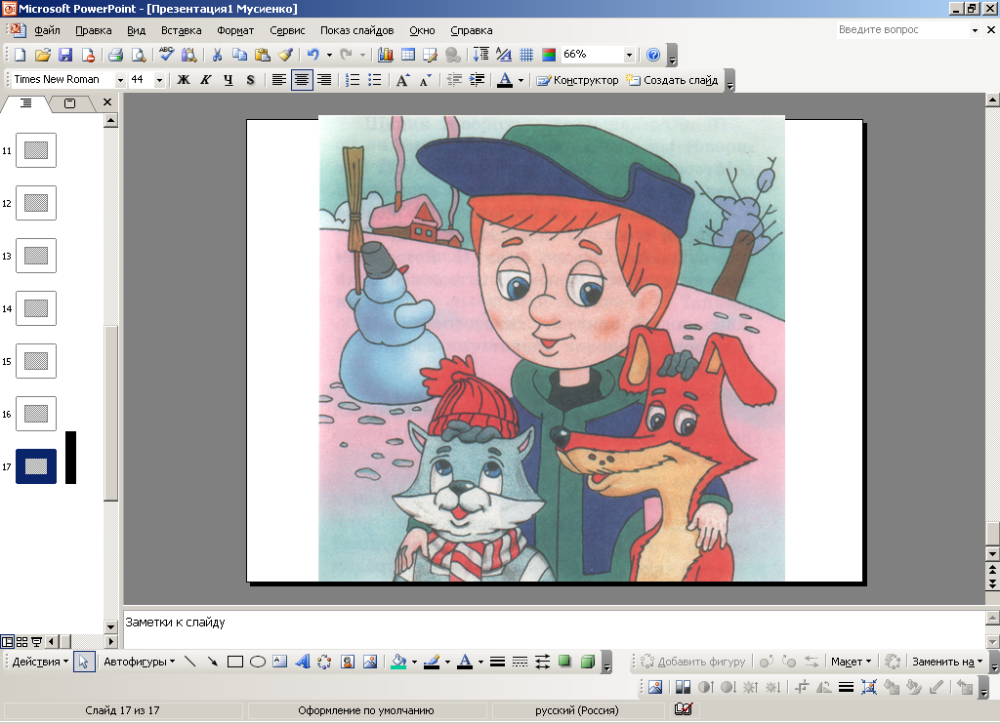 Microsoft PowerPoint - [Презентация1 Мусиенко]
Файл Правка Вид Вставка Формат Сервис Показ слайдов Окно Справка Введите вопрос
66%
Times New Roman 44 Ж К Ч S Конструктор Создать слайд
11
12
13
14
15
16
17
Заметки к слайду
Действия Автофигуры Добавить фигуру Макет Заменить на
Слайд 17 из 17 Оформление по умолчанию русский (Россия)